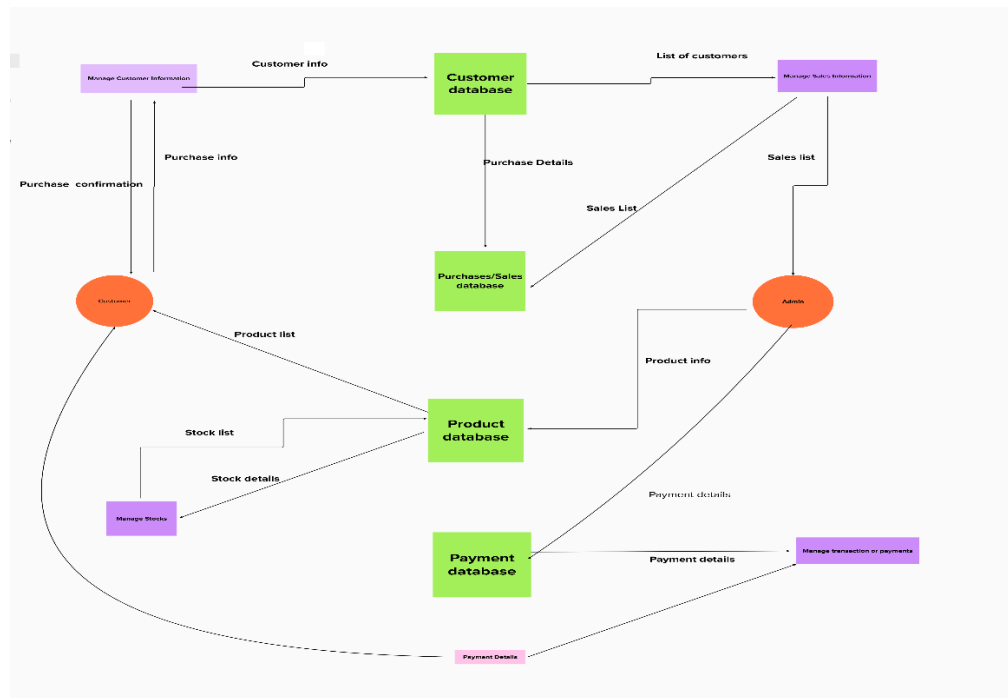 Customer info
List of customers
Manage Customer Information
Customer
database
Manage Sales Information
Purchase info
Purchase Details
Sales list
Purchase  confirmation
Sales List
Purchases/Sales
database
Customer
Admin
Product list
Product info
Product
database
Stock list
Stock details
Manage Stocks
Payment details
Payment
database
Payment details
Manage transaction or payments
Payment Details